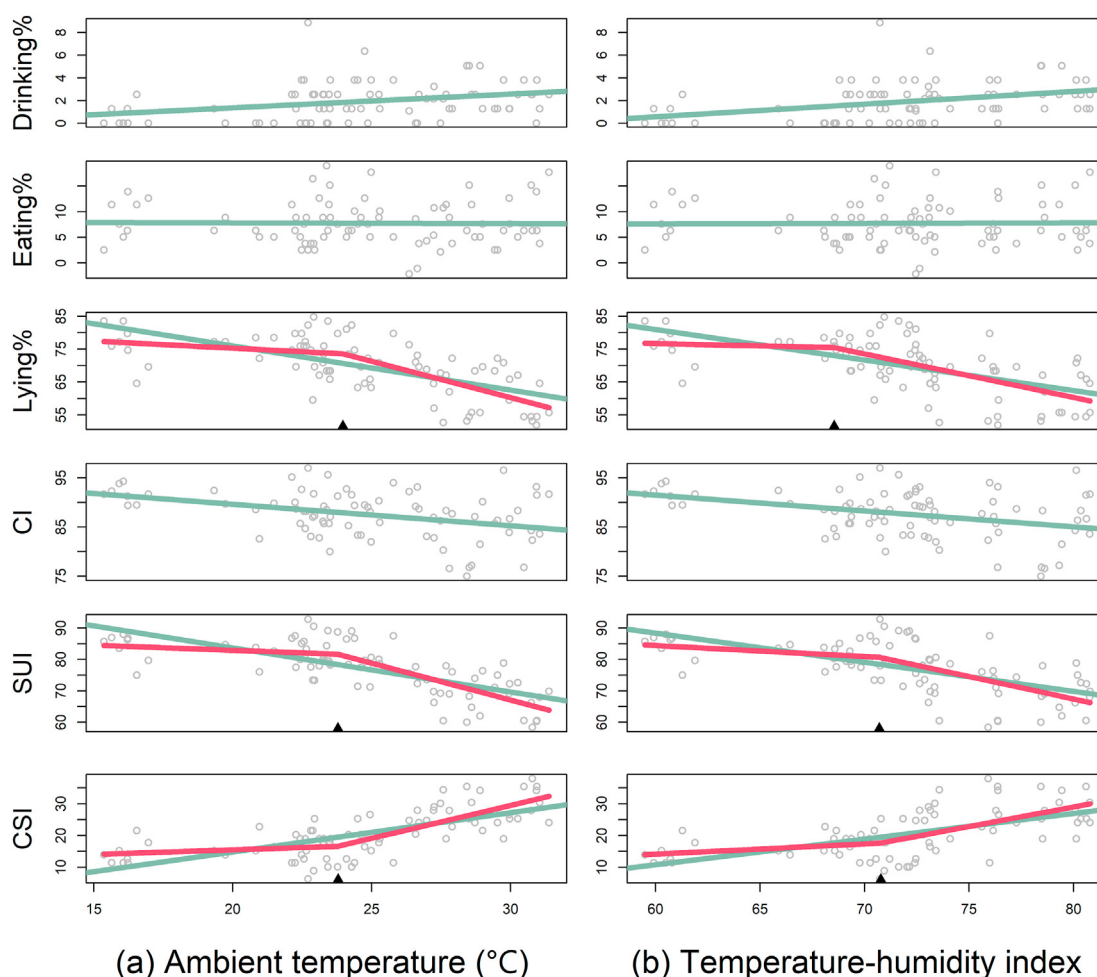 Drinking%
0 2 4 6 8
0 2 4 6 8
Eating%
0 5 10
0 5 10
Lying%
55 65 75 85
55 65 75 85
CI
75 85 95
75 85 95
SUI
60 70 80 90
60 70 80 90
CSI
10 20 30
10 20 30
15 20 25 30
60 65 70 75 80
(a) Ambient temperature (°C)
(b) Temperature-humidity index